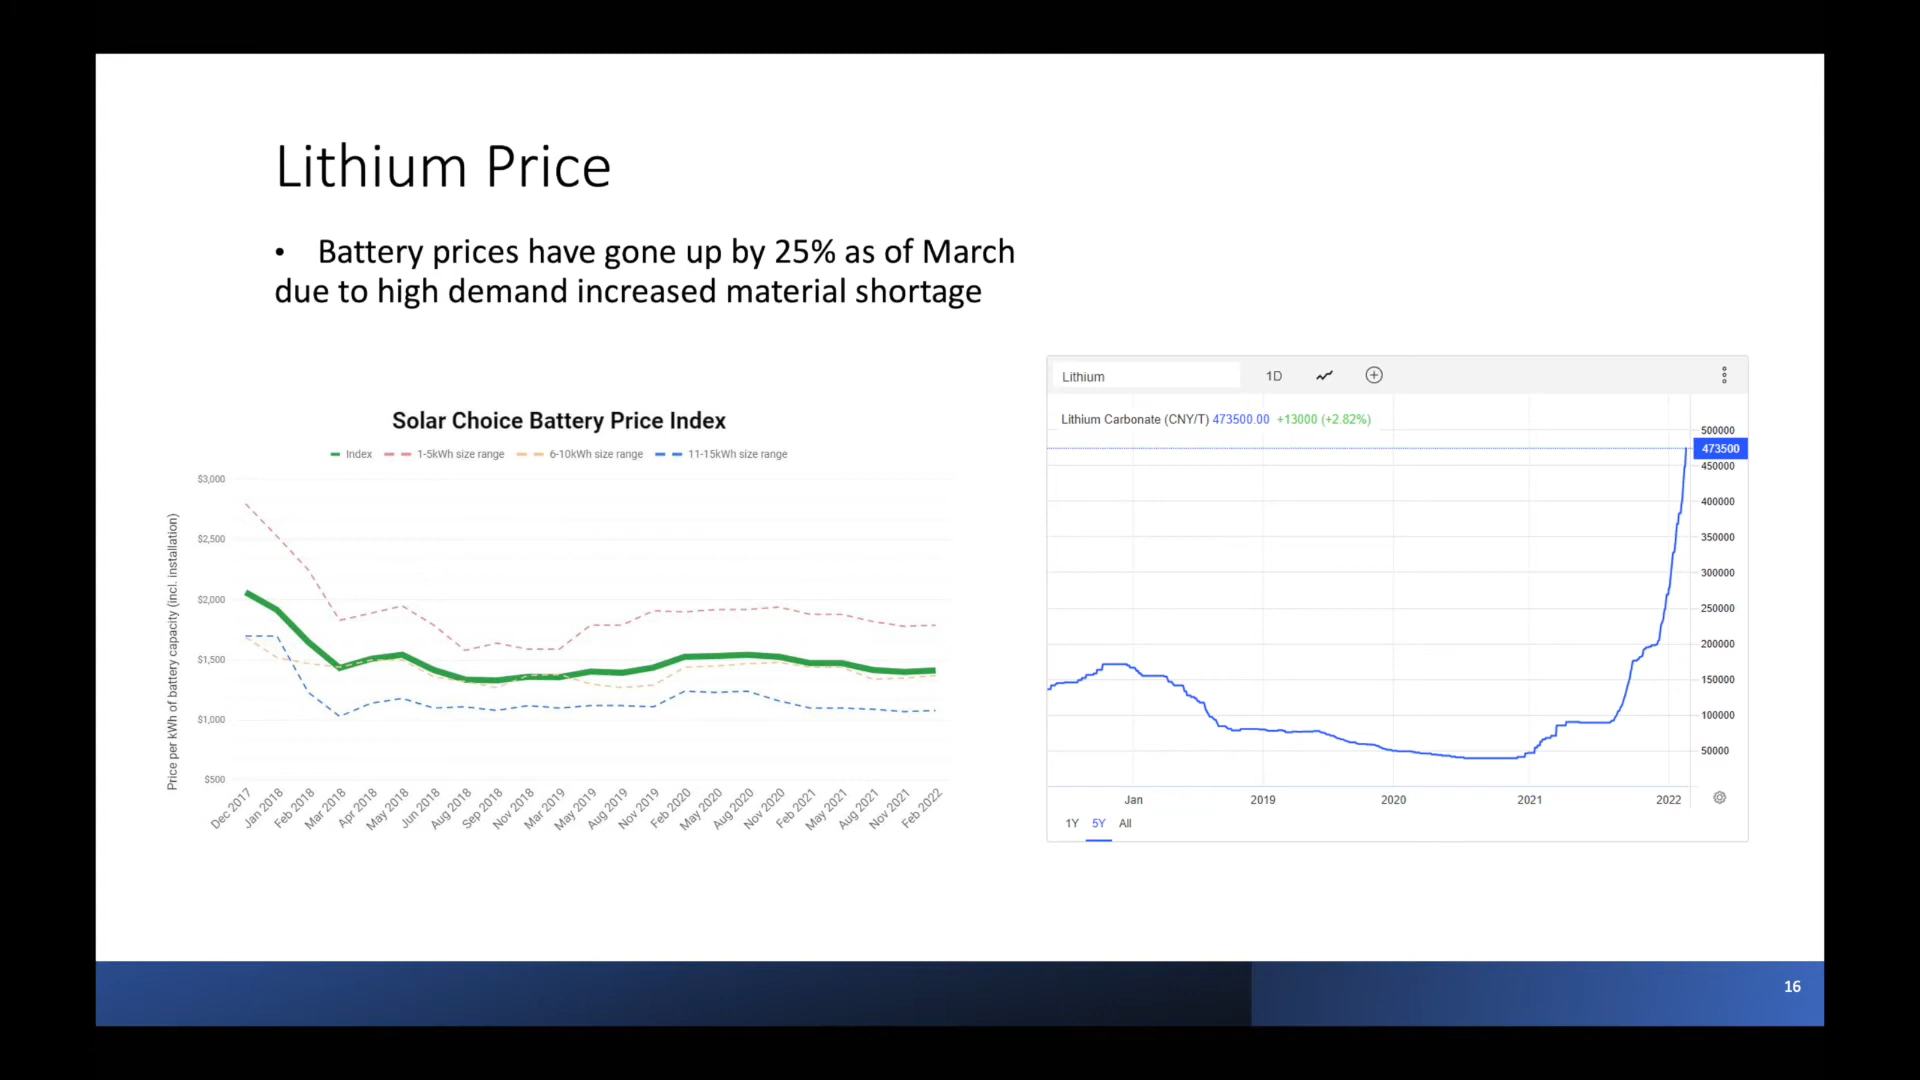 Lithium Price
• Battery prices have gone up by 25% as of March
due to high demand increased material shortage
Solar Choice Battery Price Index
Index 1-5kWh size range 6-10kWh size range 11-15kWh size range
Price per kWh of battery capacity (incl. installation)
$3,000
$2,500
$2,000
$1,500
$1,000
$500
Dec 2017 Jan 2018 Feb 2018 Mar 2018 Apr 2018 May 2018 Jun 2018 Aug 2018 Sep 2018 Nov 2018 Mar 2019 May 2019 Aug 2019 Nov 2019 Feb 2020 May 2020 Aug 2020 Nov 2020 Feb 2021 May 2021 Aug 2021 Nov 2021 Feb 2022
Lithium 1D
Lithium Carbonate (CNY/T) 473500.00 +13000 (+2.82%)
500000
473500
450000
400000
350000
300000
250000
200000
150000
100000
50000
Jan 2019 2020 2021 2022
1Y 5Y All
16